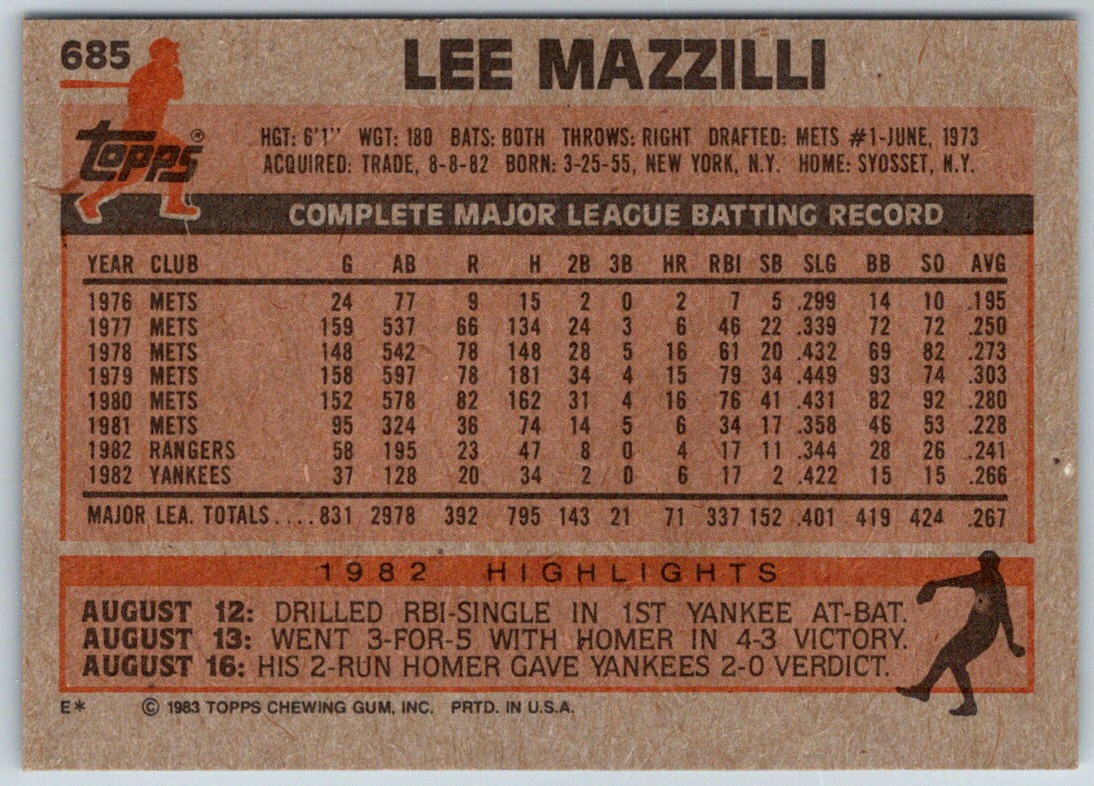 685
LEE MAZZILLI
topps®
HGT: 6'1" WGT: 180 BATS: BOTH THROWS: RIGHT DRAFTED: METS #1-JUNE, 1973
ACQUIRED: TRADE, 8-8-82 BORN: 3-25-55, NEW YORK, N.Y. HOME: SYOSSET, N.Y.
COMPLETE MAJOR LEAGUE BATTING RECORD
YEAR CLUB G AB R H 2B 3B HR RBI SB SLG BB SO AVG
1976 METS 24 77 9 15 2 0 2 7 5 .299 14 10 .195
1977 METS 159 537 66 134 24 3 6 46 22 .339 72 72 .250
1978 METS 148 542 78 148 28 5 16 61 20 .432 69 82 .273
1979 METS 158 597 78 181 34 4 15 79 34 .449 93 74 .303
1980 METS 152 578 82 162 31 4 16 76 41 .431 82 92 .280
1981 METS 95 324 36 74 14 5 6 34 17 .358 46 53 .228
1982 RANGERS 58 195 23 47 8 0 4 17 11 .344 28 26 .241
1982 YANKEES 37 128 20 34 2 0 6 17 2 .422 15 15 .266
MAJOR LEA. TOTALS....831 2978 392 795 143 21 71 337 152 .401 419 424 .267
1982 HIGHLIGHTS
AUGUST 12: DRILLED RBI-SINGLE IN 1ST YANKEE AT-BAT.
AUGUST 13: WENT 3-FOR-5 WITH HOMER IN 4-3 VICTORY.
AUGUST 16: HIS 2-RUN HOMER GAVE YANKEES 2-0 VERDICT.
E* © 1983 TOPPS CHEWING GUM, INC. PRTD. IN U.S.A.